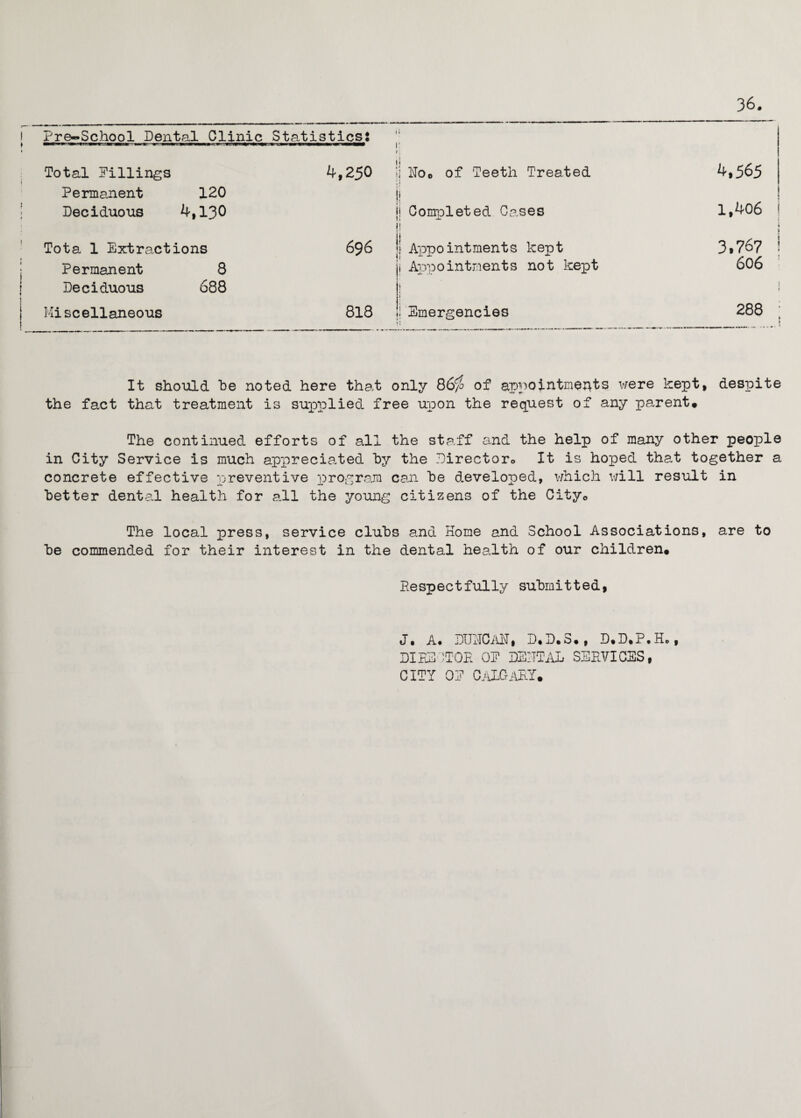 36.
Pre-School Dental Clinic Statistics:
Total Fillings 4,250 No. of Teeth Treated 4,565
Permanent 120
Deciduous 4,130 Completed Cases 1,406
Tota l Extractions 696 Appointments kept 3,767
Permanent 8 Appointments not kept 606
Deciduous 688
Miscellaneous 818 Emergencies 288
It should be noted here that only 86% of appointments were kept, despite
the fact that treatment is supplied free upon the request of any parent.
The continued efforts of all the staff and the help of many other people
in City Service is much appreciated by the Director. It is hoped that together a
concrete effective preventive program can be developed, which will result in
better dental health for all the young citizens of the City.
The local press, service clubs and Home and School Associations, are to
be commended for their interest in the dental health of our children.
Respectfully submitted,
J. A. DUNCAN, D.D.S., D.D.P.H.,
DIRECTOR OF DENTAL SERVICES,
CITY OF CALGARY.